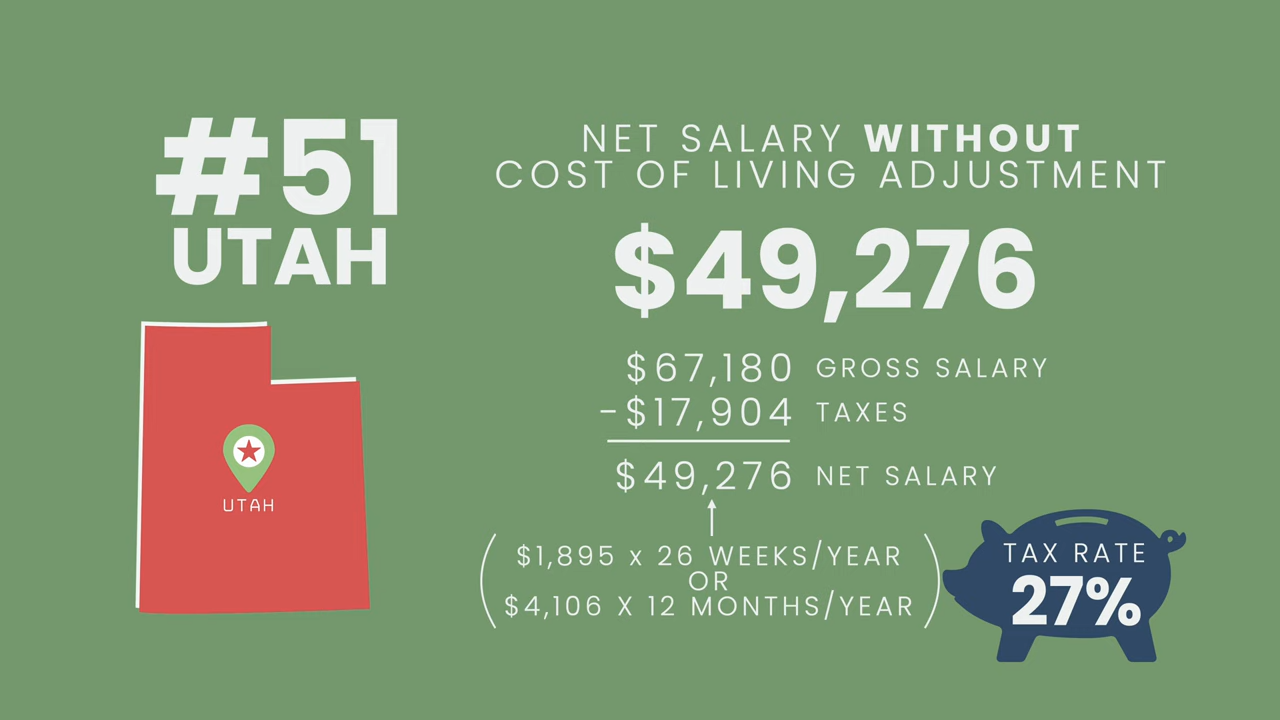 #51
UTAH
UTAH
NET SALARY WITHOUT
COST OF LIVING ADJUSTMENT
$49,276
$67,180 GROSS SALARY
-$17,904 TAXES
$49,276 NET SALARY
($1,895 x 26 WEEKS/YEAR
OR
$4,106 X 12 MONTHS/YEAR)
TAX RATE
27%